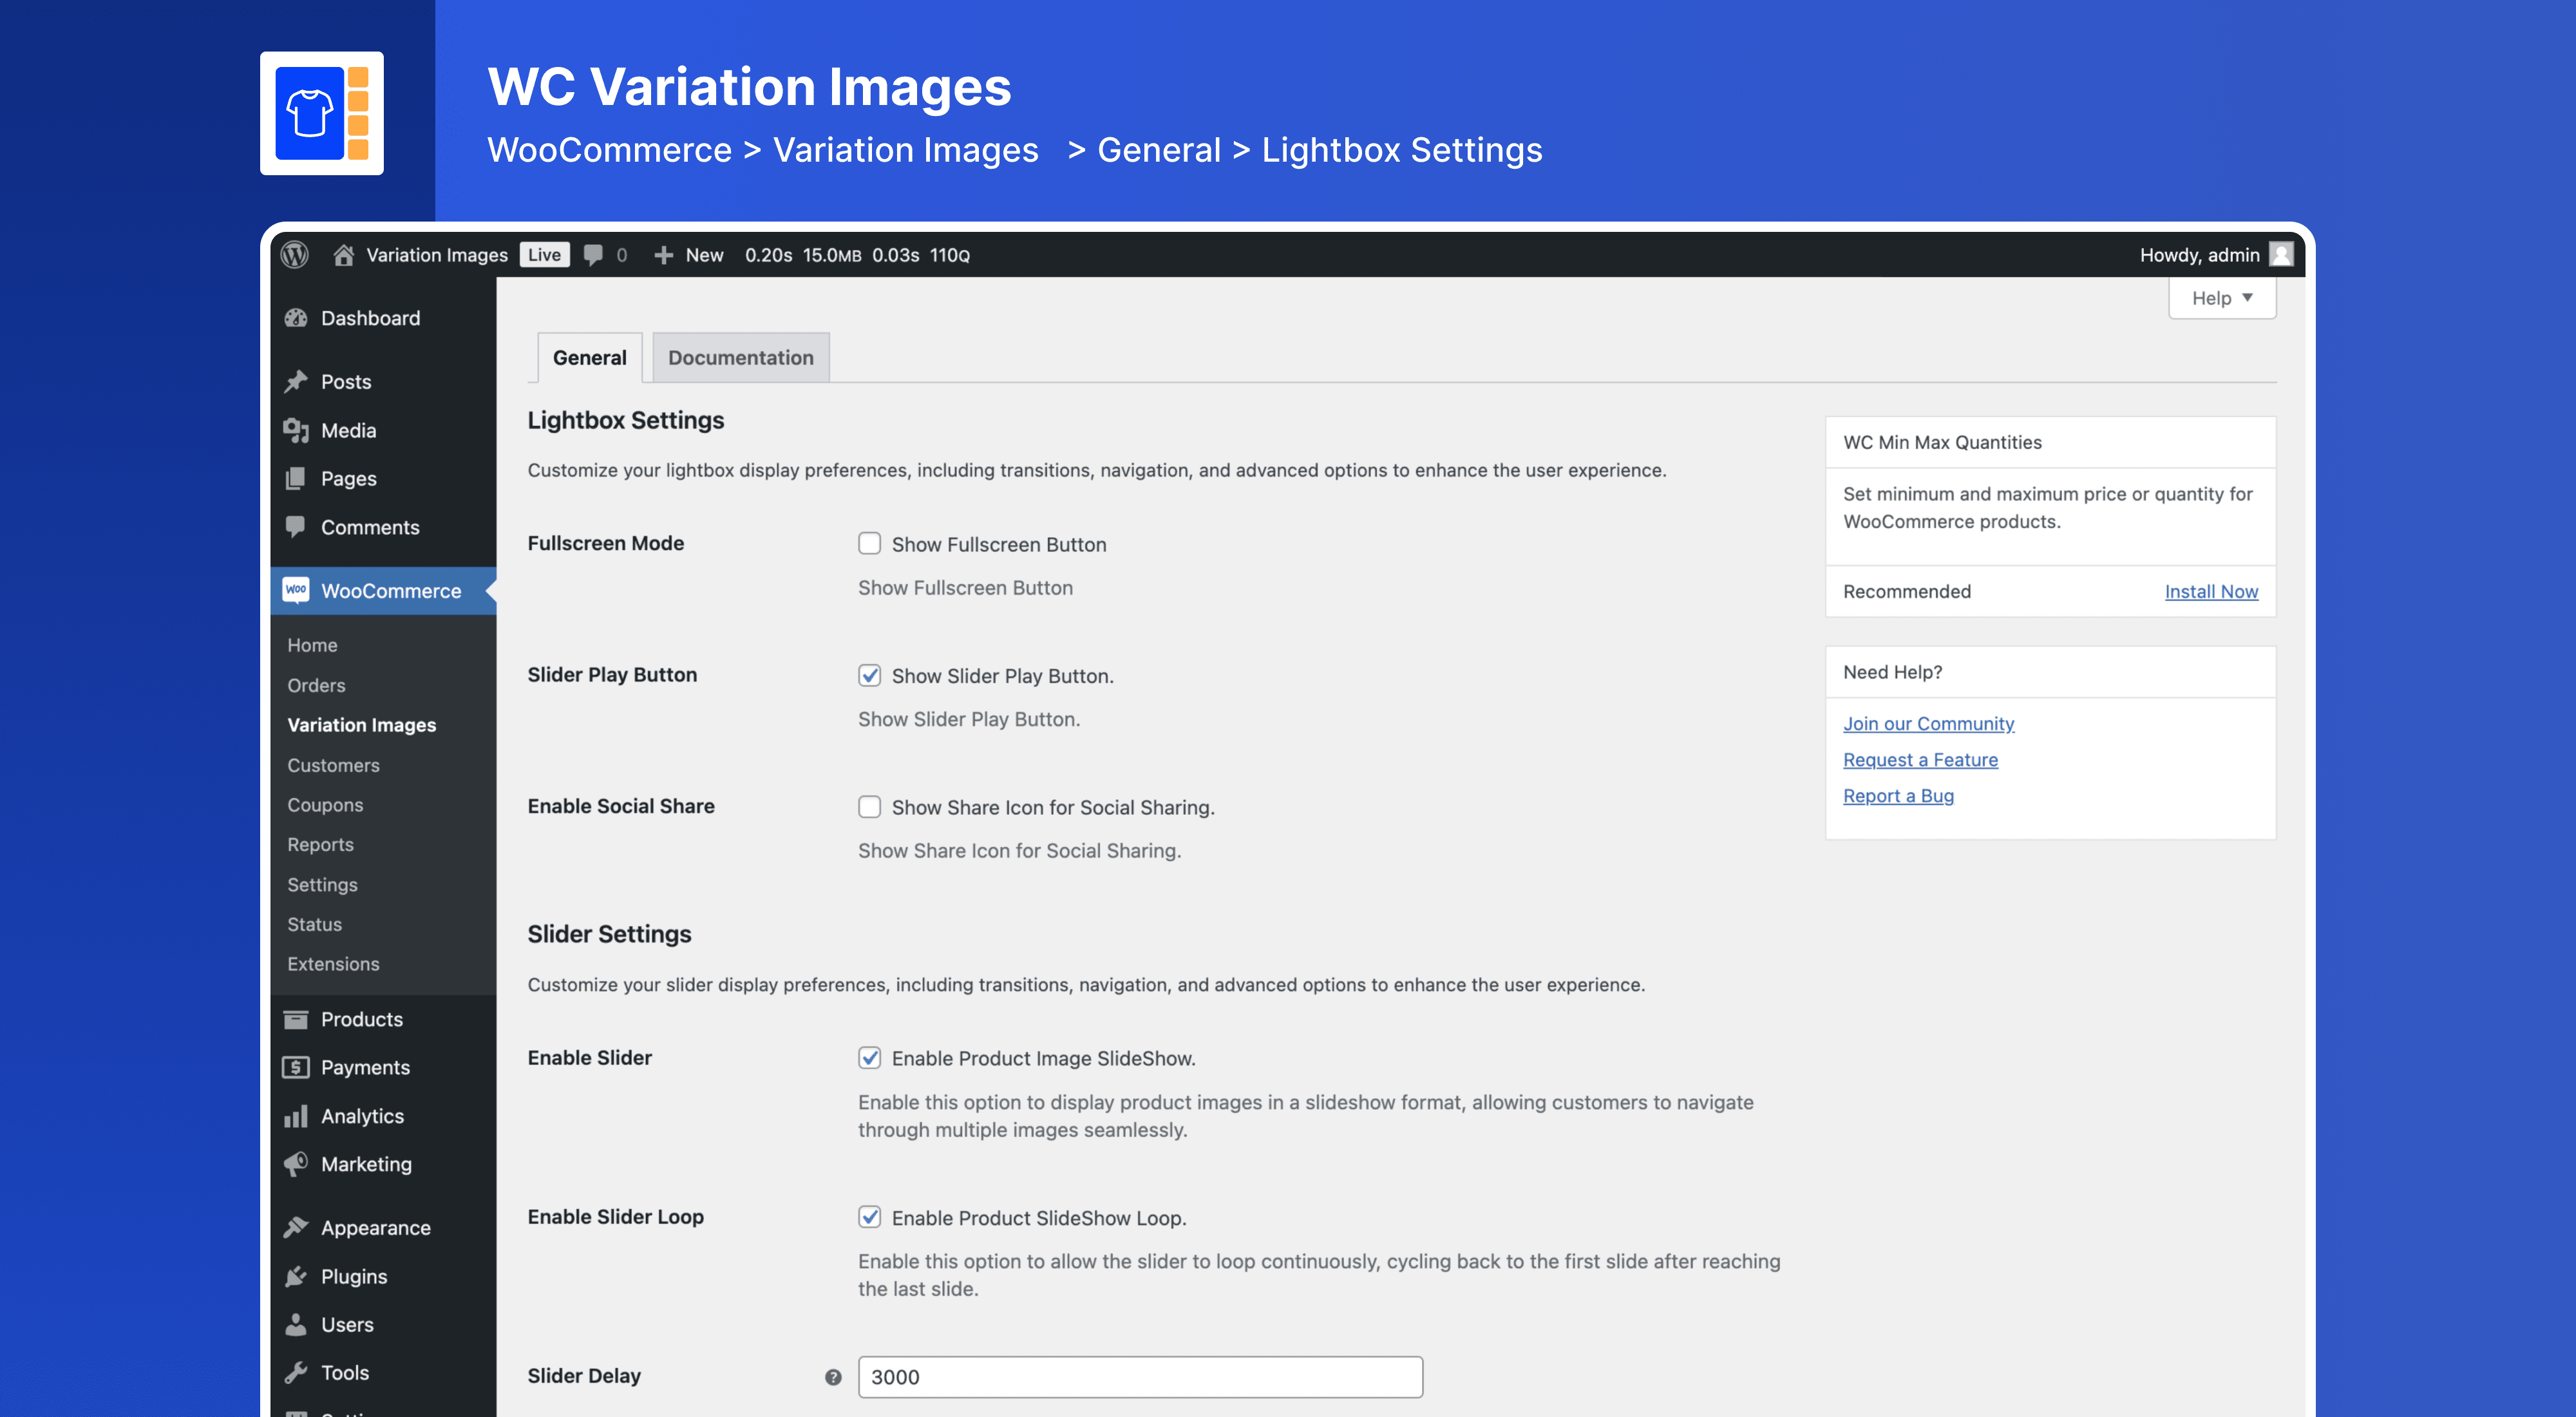 WC Variation Images
WooCommerce > Variation Images > General > Lightbox Settings
Variation Images Live 0 New 0.20s 15.0MB 0.03s 110Q
Howdy, admin
Help
Dashboard
Posts
Media
Pages
Comments
WOO WooCommerce
Home
Orders
Variation Images
Customers
Coupons
Reports
Settings
Status
Extensions
Products
Payments
Analytics
Marketing
Appearance
Plugins
Users
Tools
General
Documentation
Lightbox Settings
Customize your lightbox display preferences, including transitions, navigation, and advanced options to enhance the user experience.
Fullscreen Mode
Show Fullscreen Button
Show Fullscreen Button
Slider Play Button
Show Slider Play Button.
Show Slider Play Button.
Enable Social Share
Show Share Icon for Social Sharing.
Show Share Icon for Social Sharing.
Slider Settings
Customize your slider display preferences, including transitions, navigation, and advanced options to enhance the user experience.
Enable Slider
Enable Product Image SlideShow.
Enable this option to display product images in a slideshow format, allowing customers to navigate
through multiple images seamlessly.
Enable Slider Loop
Enable Product SlideShow Loop.
Enable this option to allow the slider to loop continuously, cycling back to the first slide after reaching
the last slide.
Slider Delay
?
3000
WC Min Max Quantities
Set minimum and maximum price or quantity for
WooCommerce products.
Recommended
Install Now
Need Help?
Join our Community
Request a Feature
Report a Bug